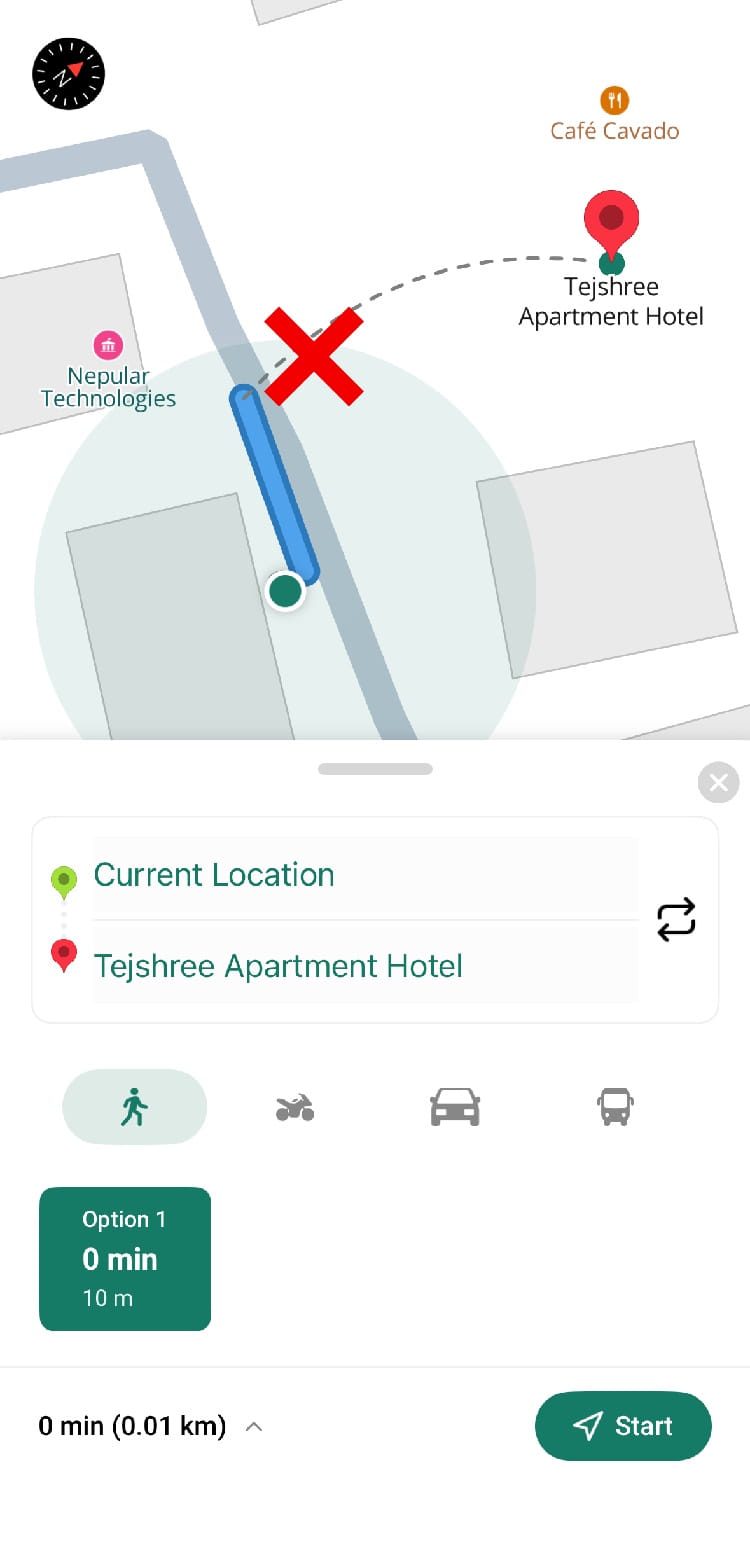 N
Café Cavado
Tejshree
Apartment Hotel
Nepular
Technologies
Current Location
Tejshree Apartment Hotel
Option 1
0 min
10 m
0 min (0.01 km)
Start